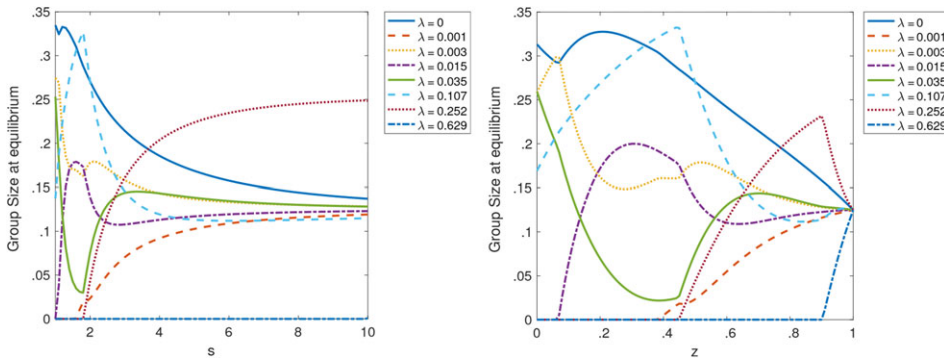 Group Size at equilibrium
.35
.3
.25
.2
.15
.1
.05
0
2
4
6
8
10
s
λ = 0
λ = 0.001
λ = 0.003
λ = 0.015
λ = 0.035
λ = 0.107
λ = 0.252
λ = 0.629
Group Size at equilibrium
.35
.3
.25
.2
.15
.1
.05
0
0
.2
.4
.6
.8
1
z
λ = 0
λ = 0.001
λ = 0.003
λ = 0.015
λ = 0.035
λ = 0.107
λ = 0.252
λ = 0.629